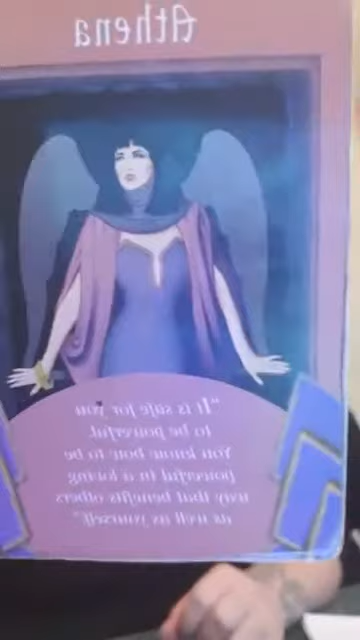 Athena
"It is safe for you
to be powerful.
You know how to be
powerful in a loving
way that benefits others
as well as yourself."